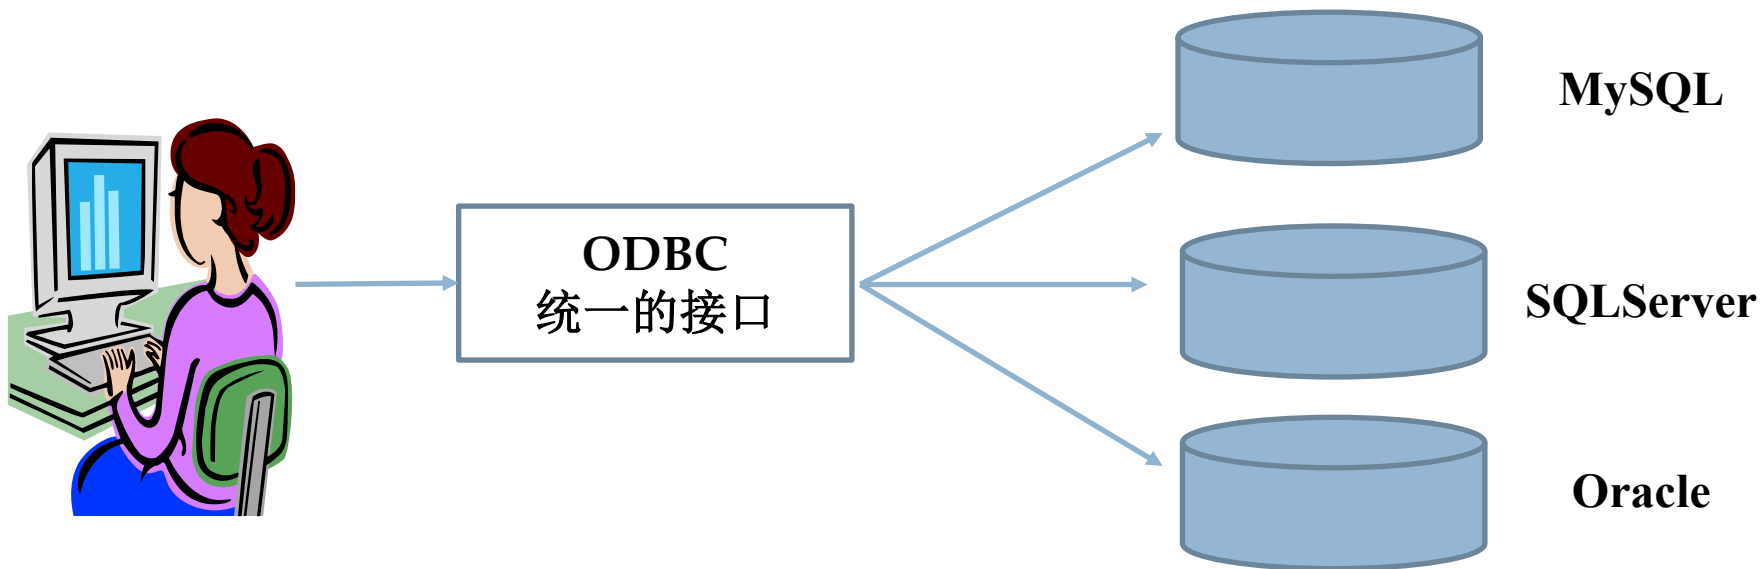 MySQL
ODBC
统一的接口
SQLServer
Oracle